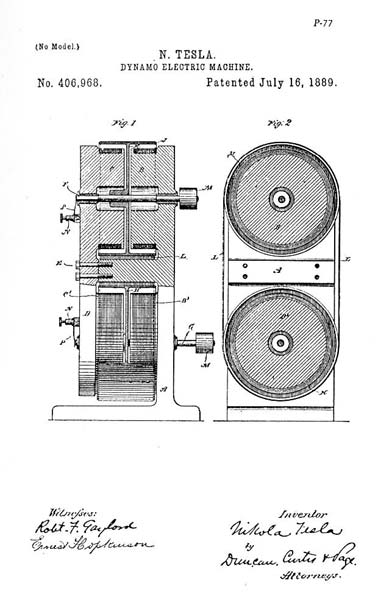 P-77
(No Model.)
N. TESLA.
DYNAMO ELECTRIC MACHINE.
No. 406,968.
Patented July 16, 1889.
Fig. 1
Fig. 2
J
B
C
F
M
P
N
L
E
C'
B'
N
D
G
P
M
A
M
L
A
L
B'
K
Witnesses:
Robt. F. Gaylord
Ernest Hopkinson
Inventor
Nikola Tesla
by
Duncan, Curtis & Page.
Attorneys.